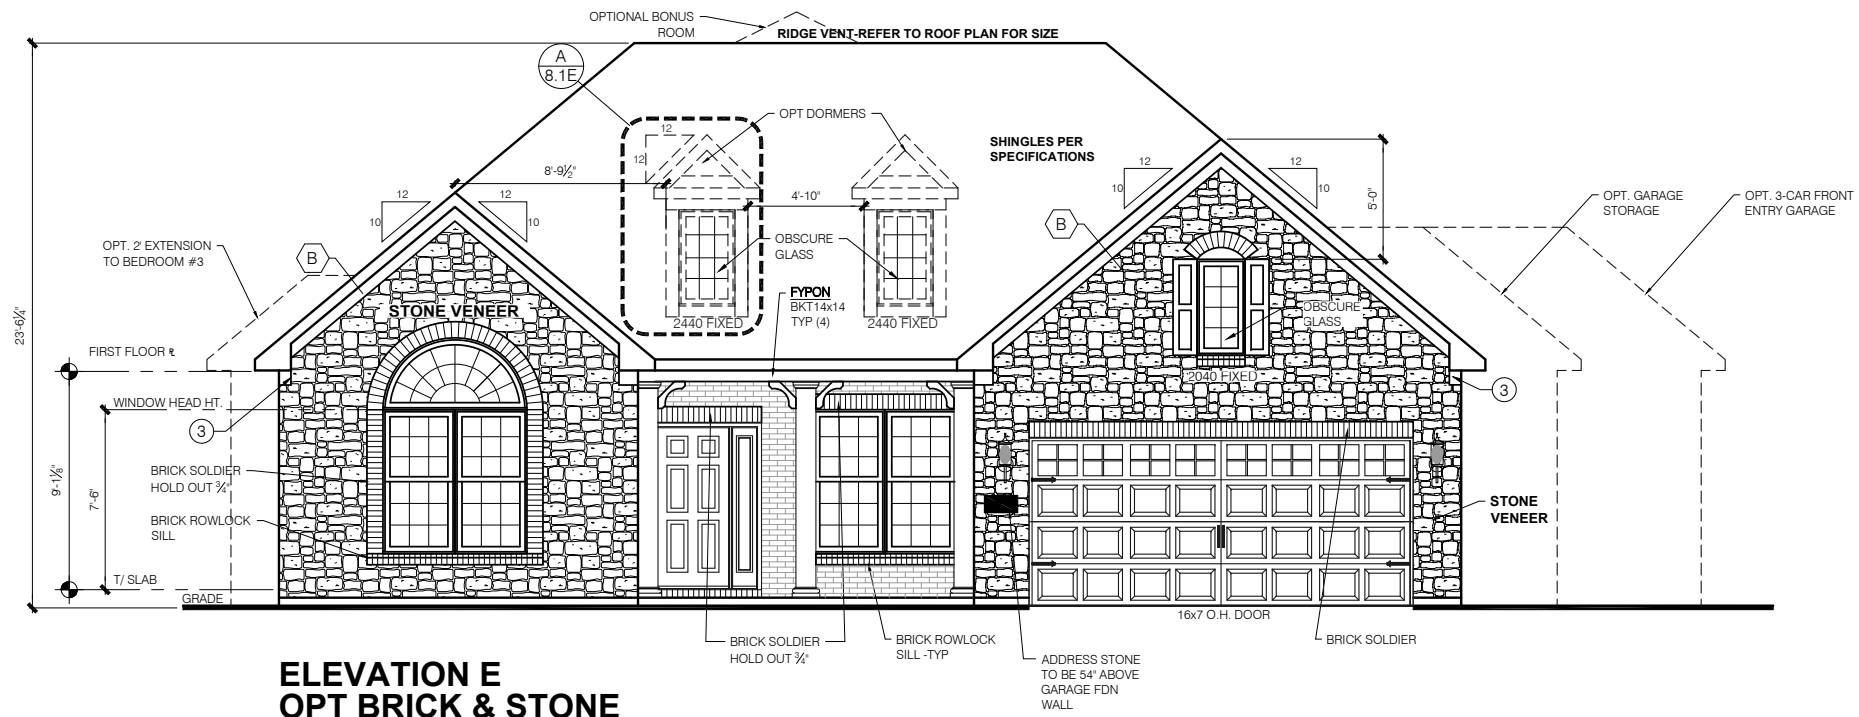 OPTIONAL BONUS
ROOM
RIDGE VENT-REFER TO ROOF PLAN FOR SIZE
A
8.1E
OPT DORMERS
12
12
SHINGLES PER
SPECIFICATIONS
8'-9½"
4'-10"
12
12
10
10
12
12
10
10
5'-0"
OPT. GARAGE
STORAGE
OPT. 3-CAR FRONT
ENTRY GARAGE
OPT. 2' EXTENSION
TO BEDROOM #3
B
B
OBSCURE
GLASS
STONE VENEER
FYPON
BKT14x14
TYP (4)
2440 FIXED
2440 FIXED
OBSCURE
GLASS
2040 FIXED
23'-6¼"
FIRST FLOOR ℄
WINDOW HEAD HT.
3
3
9'-1⅛"
7'-6"
BRICK SOLDIER
HOLD OUT ¾"
BRICK ROWLOCK
SILL
STONE
VENEER
T/ SLAB
GRADE
16x7 O.H. DOOR
BRICK SOLDIER
HOLD OUT ¾"
BRICK ROWLOCK
SILL -TYP
BRICK SOLDIER
ADDRESS STONE
TO BE 54" ABOVE
GARAGE FDN
WALL
ELEVATION E
OPT BRICK & STONE